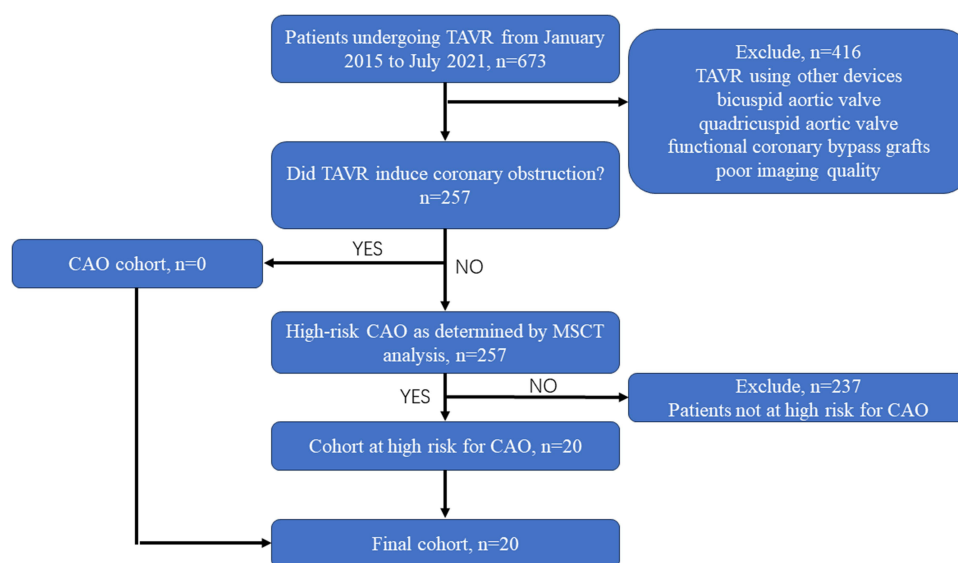 Patients undergoing TAVR from January
2015 to July 2021, n=673
Exclude, n=416
TAVR using other devices
bicuspid aortic valve
quadricuspid aortic valve
functional coronary bypass grafts
poor imaging quality
Did TAVR induce coronary obstruction?
n=257
YES
NO
CAO cohort, n=0
High-risk CAO as determined by MSCT
analysis, n=257
YES
NO
Exclude, n=237
Patients not at high risk for CAO
Cohort at high risk for CAO, n=20
Final cohort, n=20